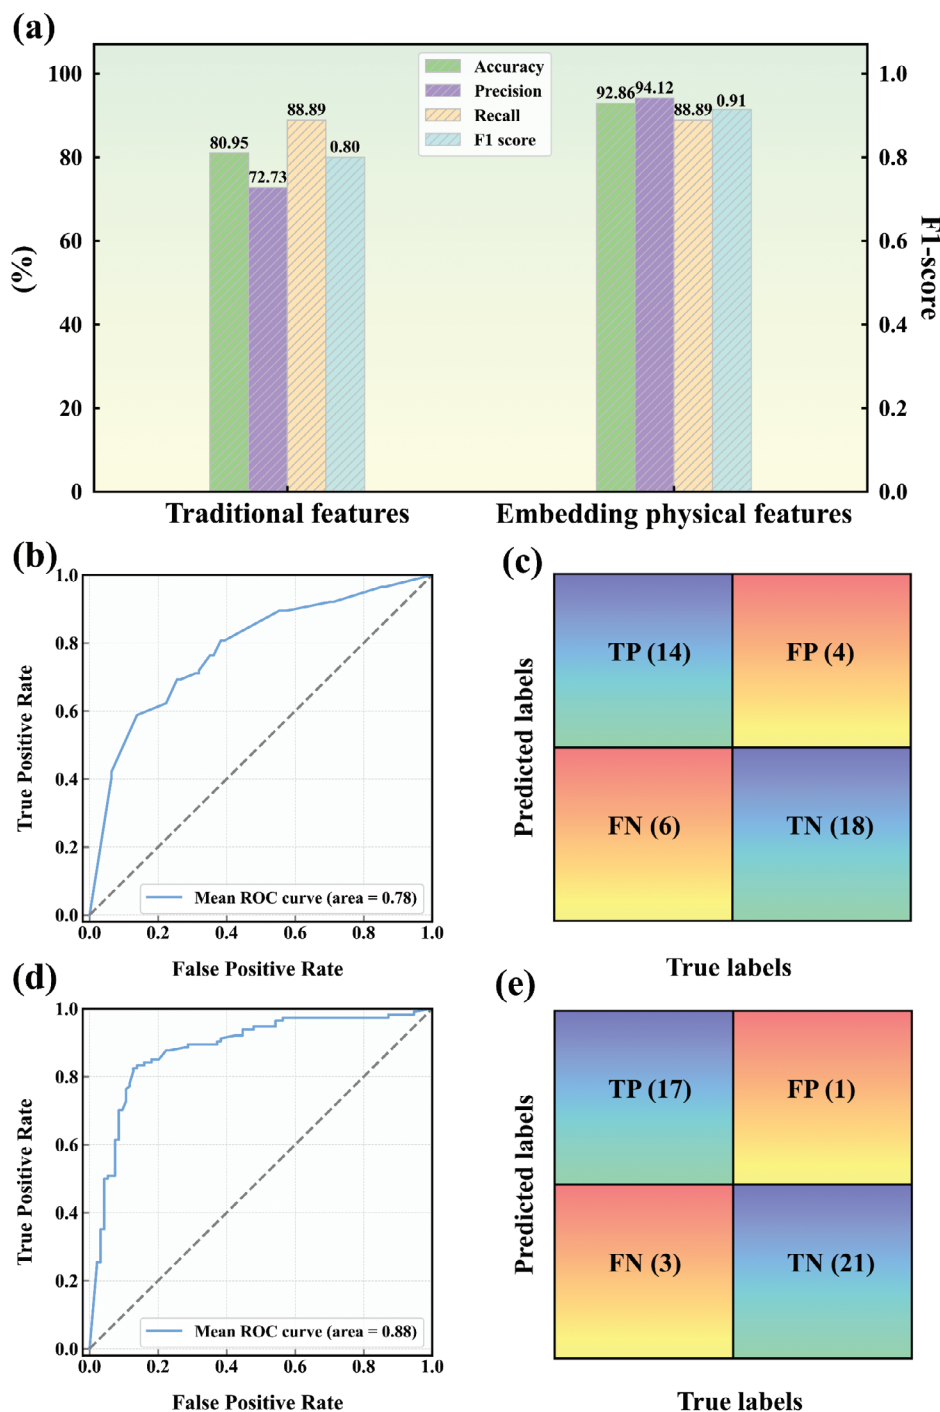 (a)
100
80
60
40
20
0
(%)
Accuracy
Precision
Recall
F1 score
80.95
72.73
88.89
0.80
92.86
94.12
88.89
0.91
1.0
0.8
0.6
0.4
0.2
0.0
F1-score
Traditional features
Embedding physical features
(b)
1.0
0.8
0.6
0.4
0.2
0.0
True Positive Rate
Mean ROC curve (area = 0.78)
0.0 0.2 0.4 0.6 0.8 1.0
False Positive Rate
(c)
Predicted labels
TP (14)
FP (4)
FN (6)
TN (18)
True labels
(d)
1.0
0.8
0.6
0.4
0.2
0.0
True Positive Rate
Mean ROC curve (area = 0.88)
0.0 0.2 0.4 0.6 0.8 1.0
False Positive Rate
(e)
Predicted labels
TP (17)
FP (1)
FN (3)
TN (21)
True labels